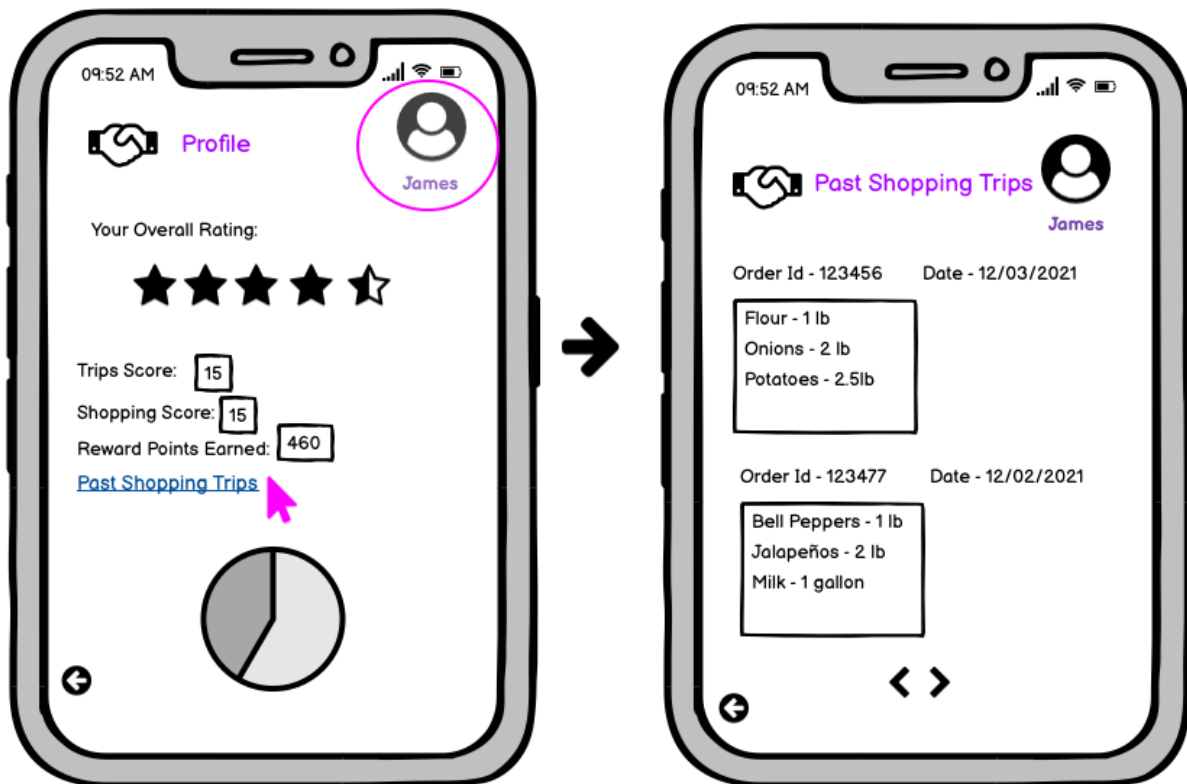 09:52 AM
Profile
James
Your Overall Rating:
Trips Score: 15
Shopping Score: 15
Reward Points Earned: 460
Past Shopping Trips
09:52 AM
Past Shopping Trips
James
Order Id - 123456 Date - 12/03/2021
Flour - 1 lb
Onions - 2 lb
Potatoes - 2.5lb
Order Id - 123477 Date - 12/02/2021
Bell Peppers - 1 lb
Jalapeños - 2 lb
Milk - 1 gallon